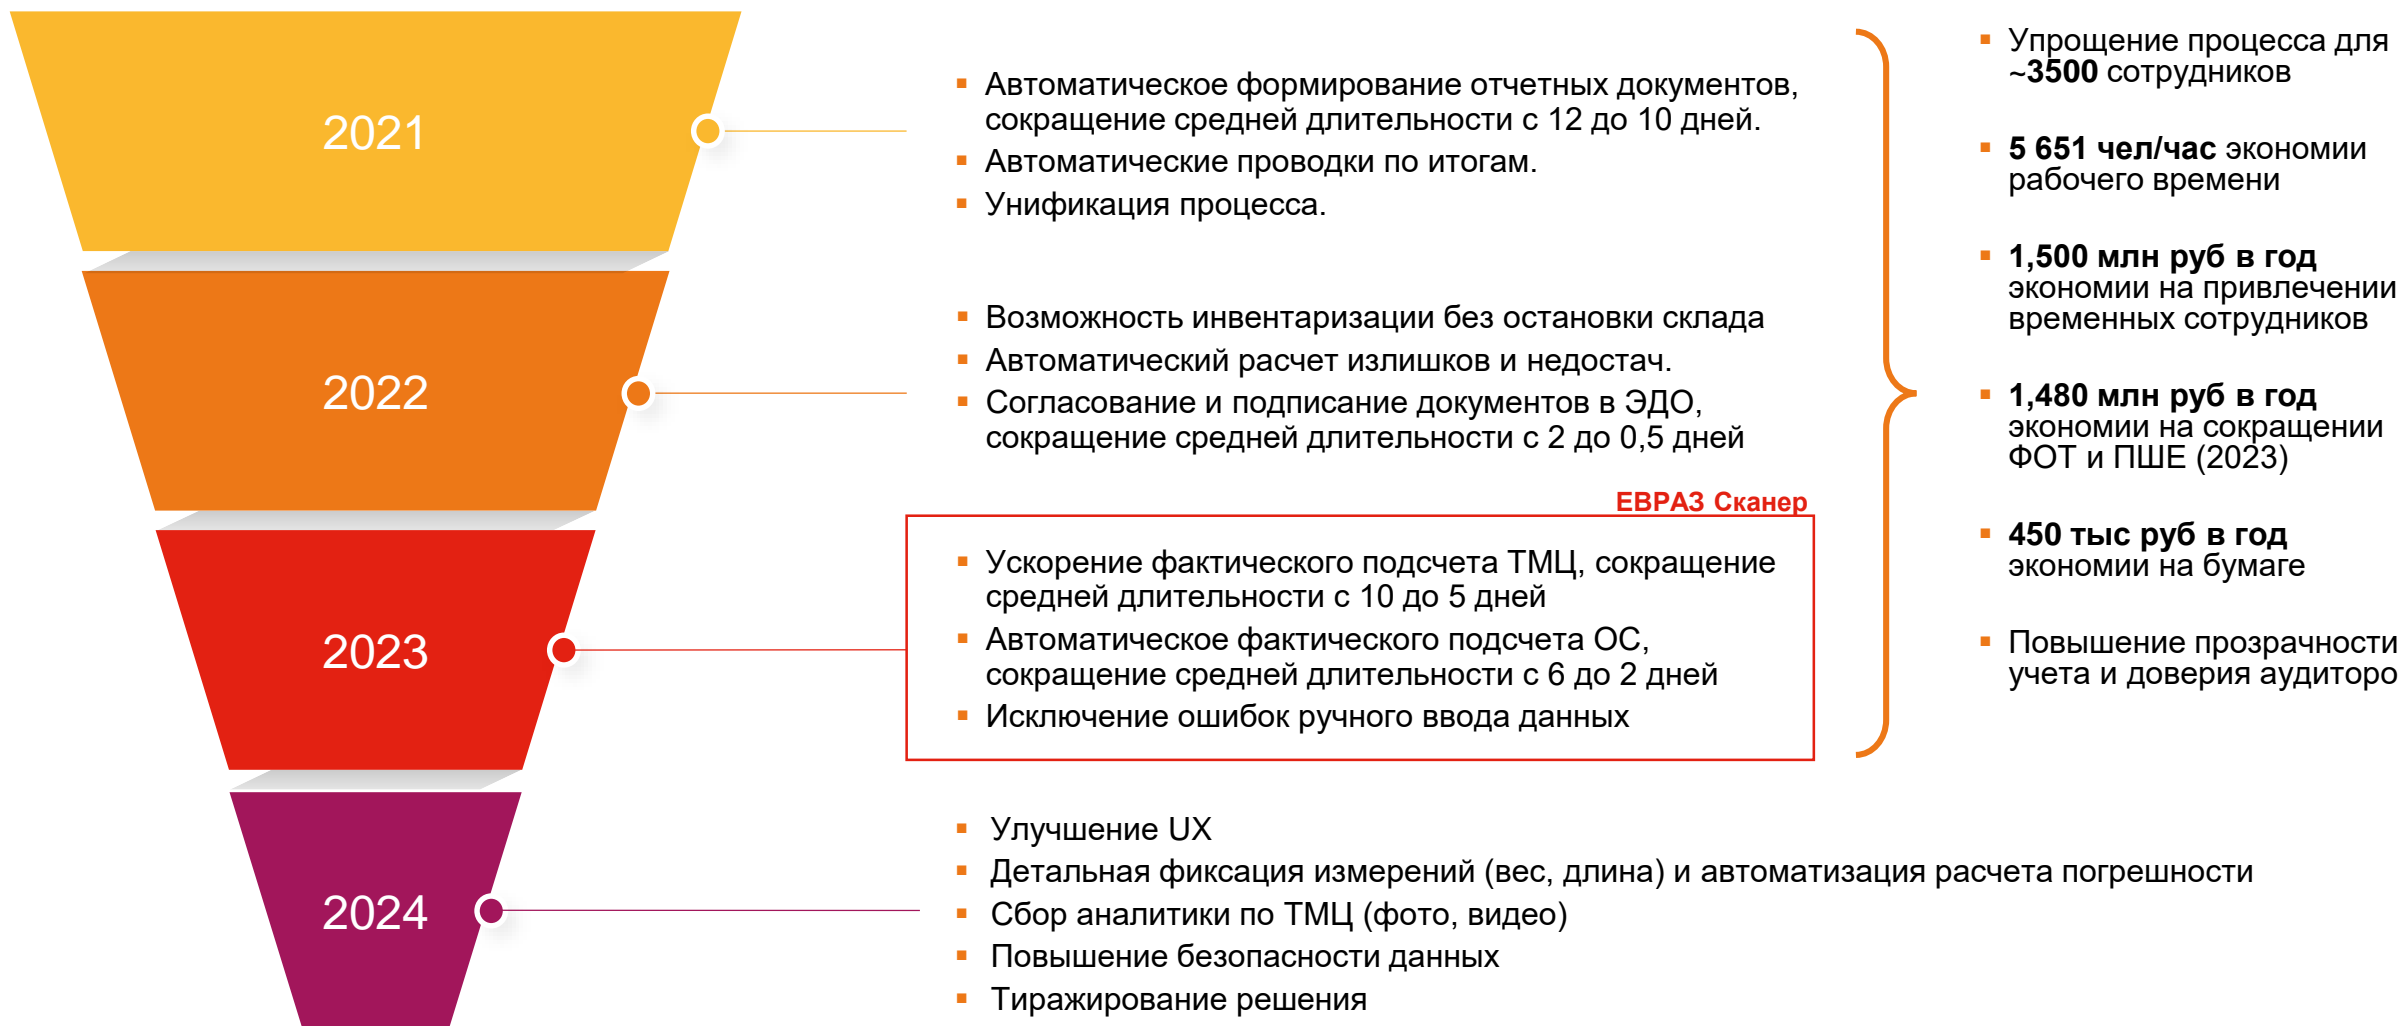 2021
Автоматическое формирование отчетных документов,
сокращение средней длительности с 12 до 10 дней.
Автоматические проводки по итогам.
Унификация процесса.
2022
Возможность инвентаризации без остановки склада
Автоматический расчет излишков и недостач.
Согласование и подписание документов в ЭДО,
сокращение средней длительности с 2 до 0,5 дней
2023
ЕВРАЗ Сканер
Ускорение фактического подсчета ТМЦ, сокращение
средней длительности с 10 до 5 дней
Автоматическое фактического подсчета ОС,
сокращение средней длительности с 6 до 2 дней
Исключение ошибок ручного ввода данных
2024
Улучшение UX
Детальная фиксация измерений (вес, длина) и автоматизация расчета погрешности
Сбор аналитики по ТМЦ (фото, видео)
Повышение безопасности данных
Тиражирование решения
Упрощение процесса для
~3500 сотрудников
5 651 чел/час экономии
рабочего времени
1,500 млн руб в год
экономии на привлечении
временных сотрудников
1,480 млн руб в год
экономии на сокращении
ФОТ и ПШЕ (2023)
450 тыс руб в год
экономии на бумаге
Повышение прозрачности
учета и доверия аудиторо